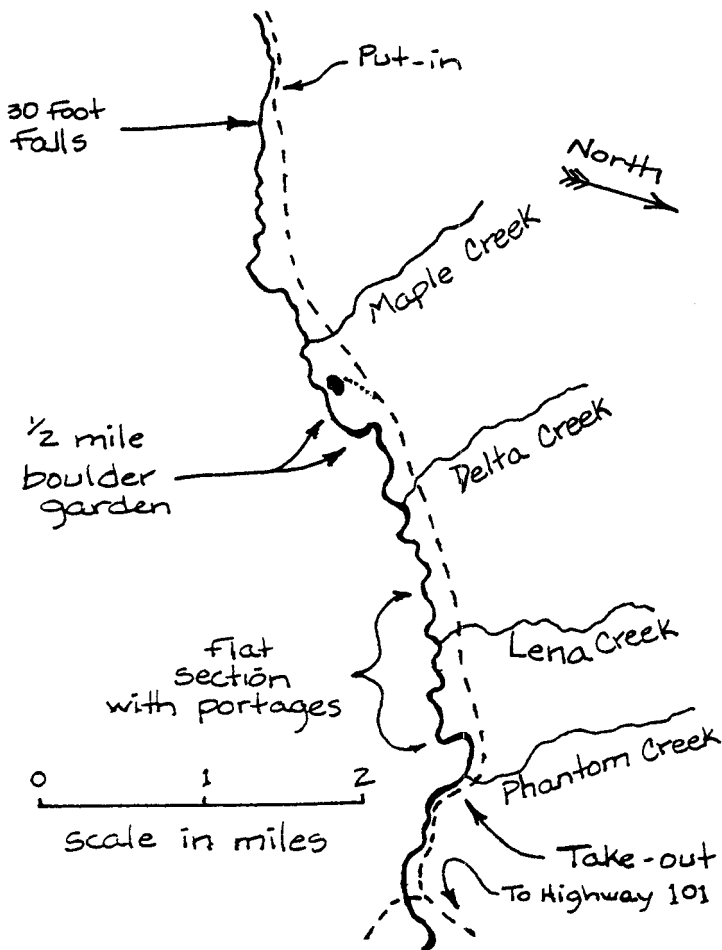 Put-in
30 foot
falls
North
Maple Creek
1/2 mile
boulder
garden
Delta Creek
flat
section
with portages
Lena Creek
Phantom Creek
0 1 2
scale in miles
Take-out
To Highway 101